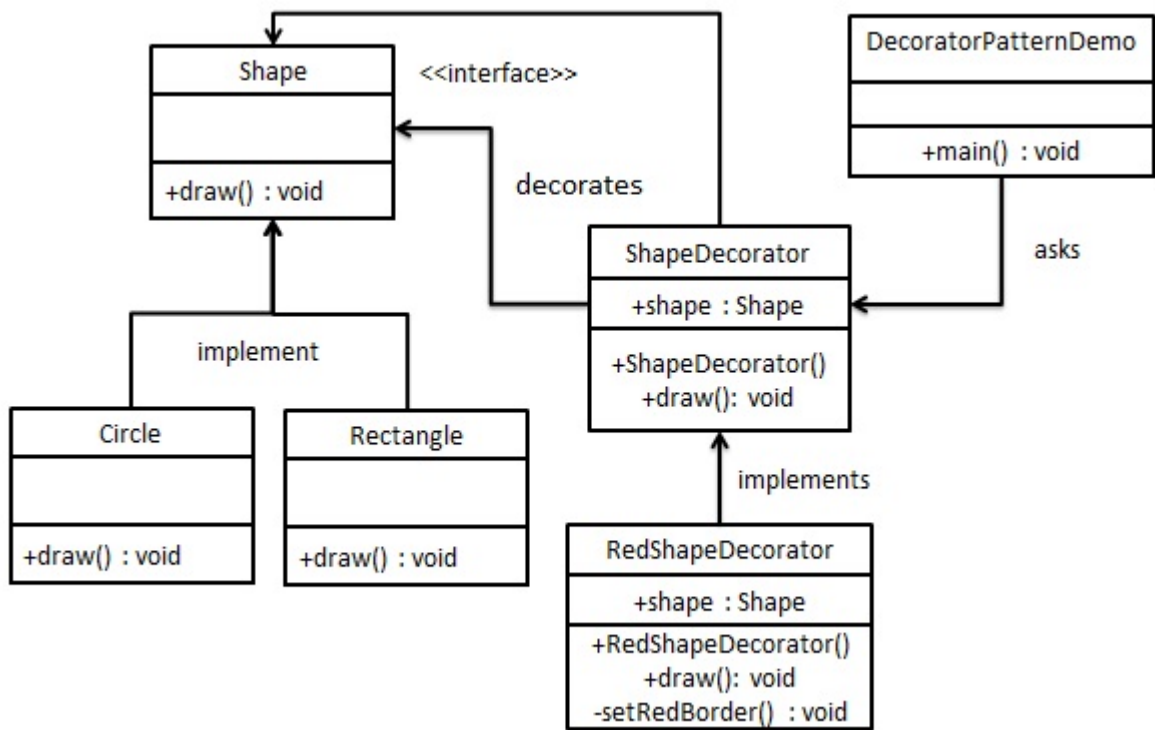 Shape
+draw() : void
<<interface>>
decorates
DecoratorPatternDemo
+main() : void
asks
ShapeDecorator
+shape : Shape
+ShapeDecorator()
+draw(): void
implement
Circle
+draw() : void
Rectangle
+draw() : void
implements
RedShapeDecorator
+shape : Shape
+RedShapeDecorator()
+draw(): void
-setRedBorder() : void